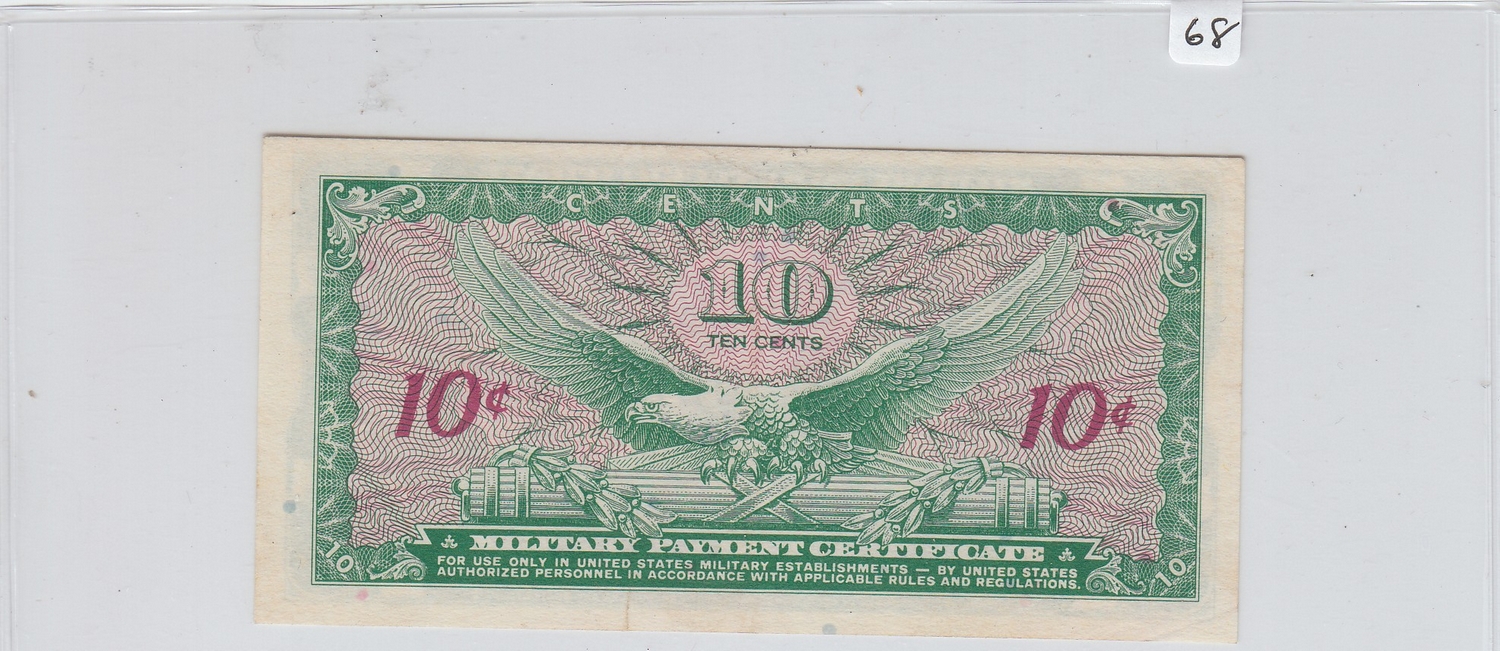 68
CENTS
10
TEN CENTS
10¢ 10¢
MILITARY PAYMENT CERTIFICATE
FOR USE ONLY IN UNITED STATES MILITARY ESTABLISHMENTS — BY UNITED STATES
AUTHORIZED PERSONNEL IN ACCORDANCE WITH APPLICABLE RULES AND REGULATIONS.
10 10